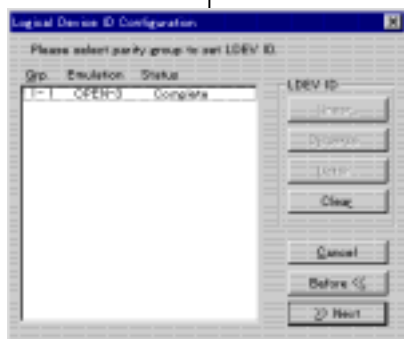 Logical Device ID Configuration
Please select parity group to set LDEV ID.
Grp. Emulation Status
1-1 OPEN-3 Complete
LDEV ID
Clear
Cancel
Before <<
>> Next